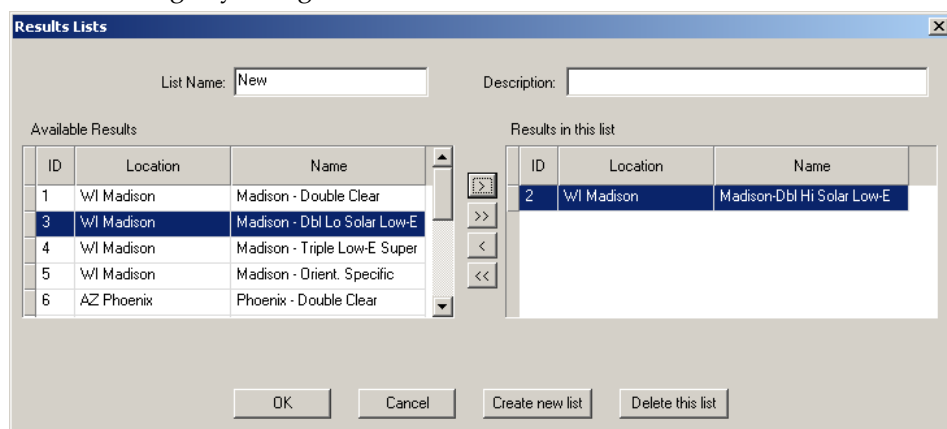 Results Lists
List Name: New Description:
Available Results Results in this list
ID Location Name ID Location Name
1 WI Madison Madison - Double Clear > 2 WI Madison Madison-Dbl Hi Solar Low-E
3 WI Madison Madison - Dbl Lo Solar Low-E >>
4 WI Madison Madison - Triple Low-E Super <
5 WI Madison Madison - Orient. Specific <<
6 AZ Phoenix Phoenix - Double Clear
OK Cancel Create new list Delete this list